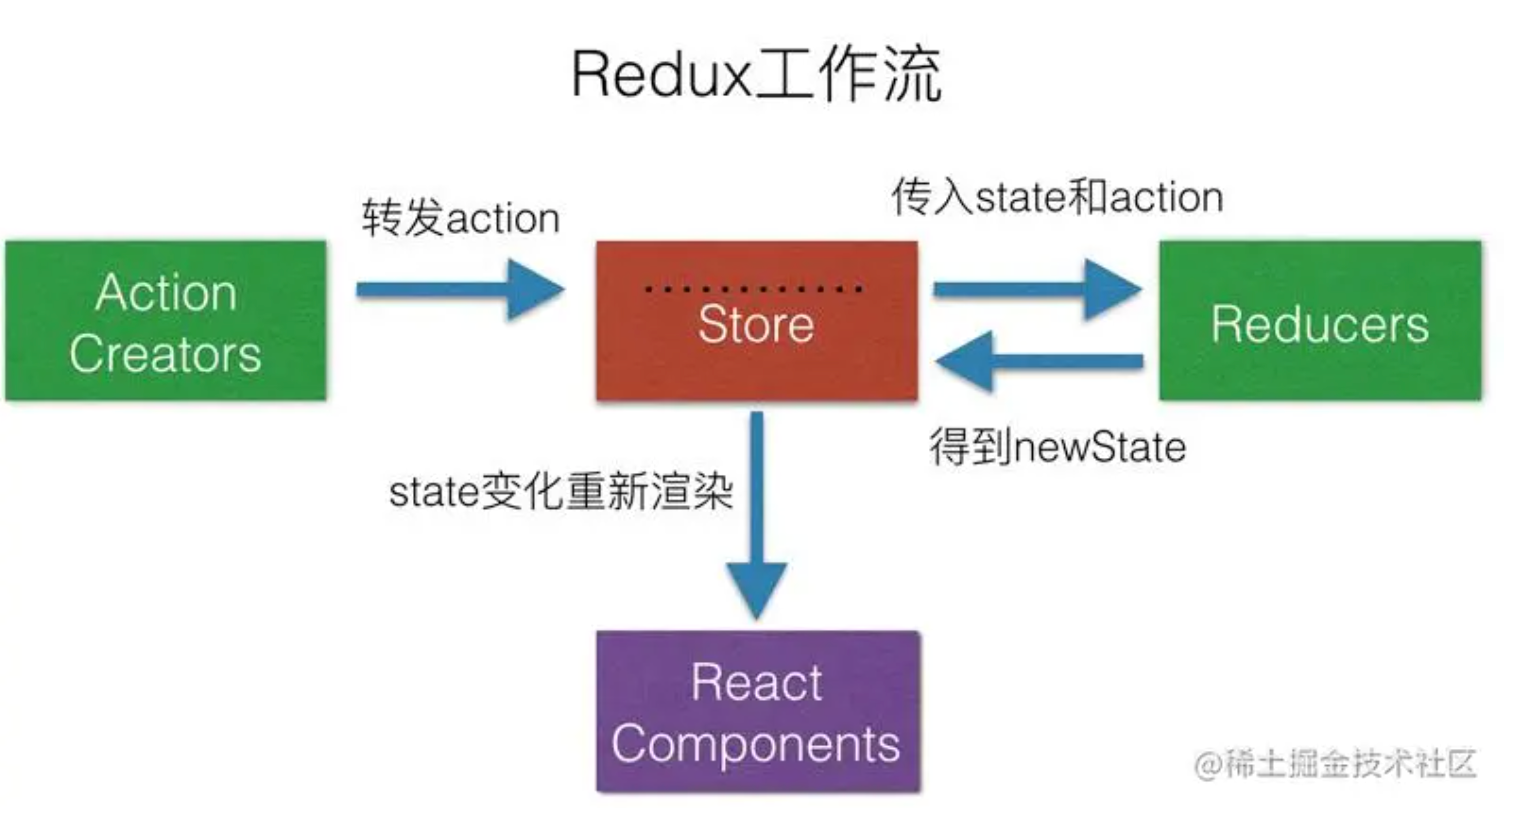 Redux工作流
转发action
传入state和action
Action
Creators
Store
Reducers
得到newState
state变化重新渲染
React
Components
@稀土掘金技术社区